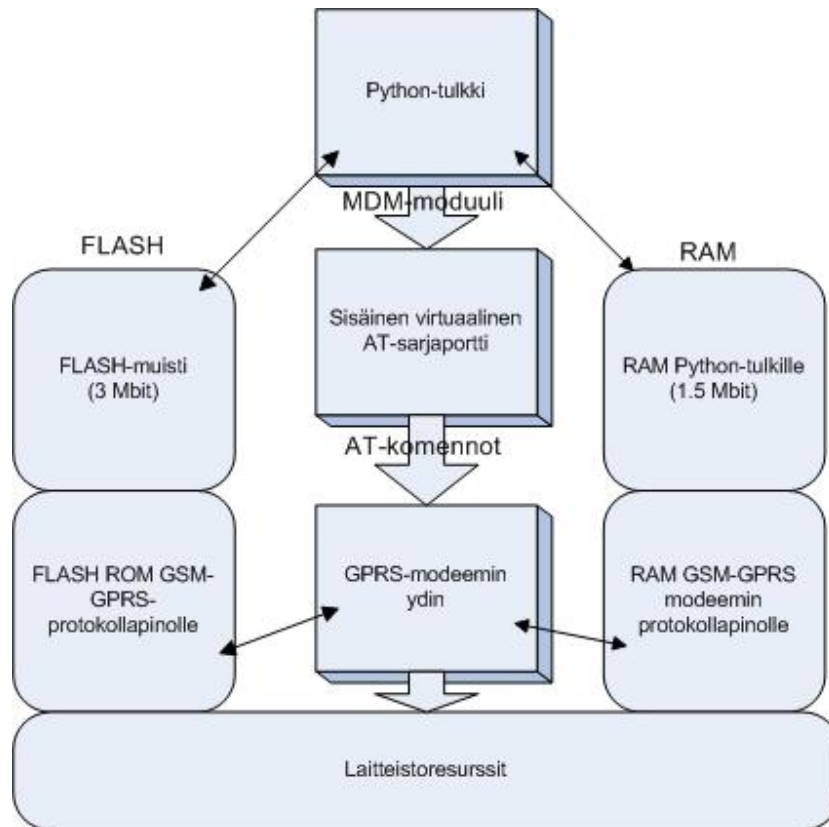 Python-tulkki
MDM-moduuli
FLASH
RAM
Sisäinen virtuaalinen
AT-sarjaportti
FLASH-muisti
(3 Mbit)
RAM Python-tulkille
(1.5 Mbit)
AT-komennot
FLASH ROM GSM-
GPRS-
protokollapinolle
GPRS-modeemin
ydin
RAM GSM-GPRS
modeemin
protokollapinolle
Laitteistoresurssit